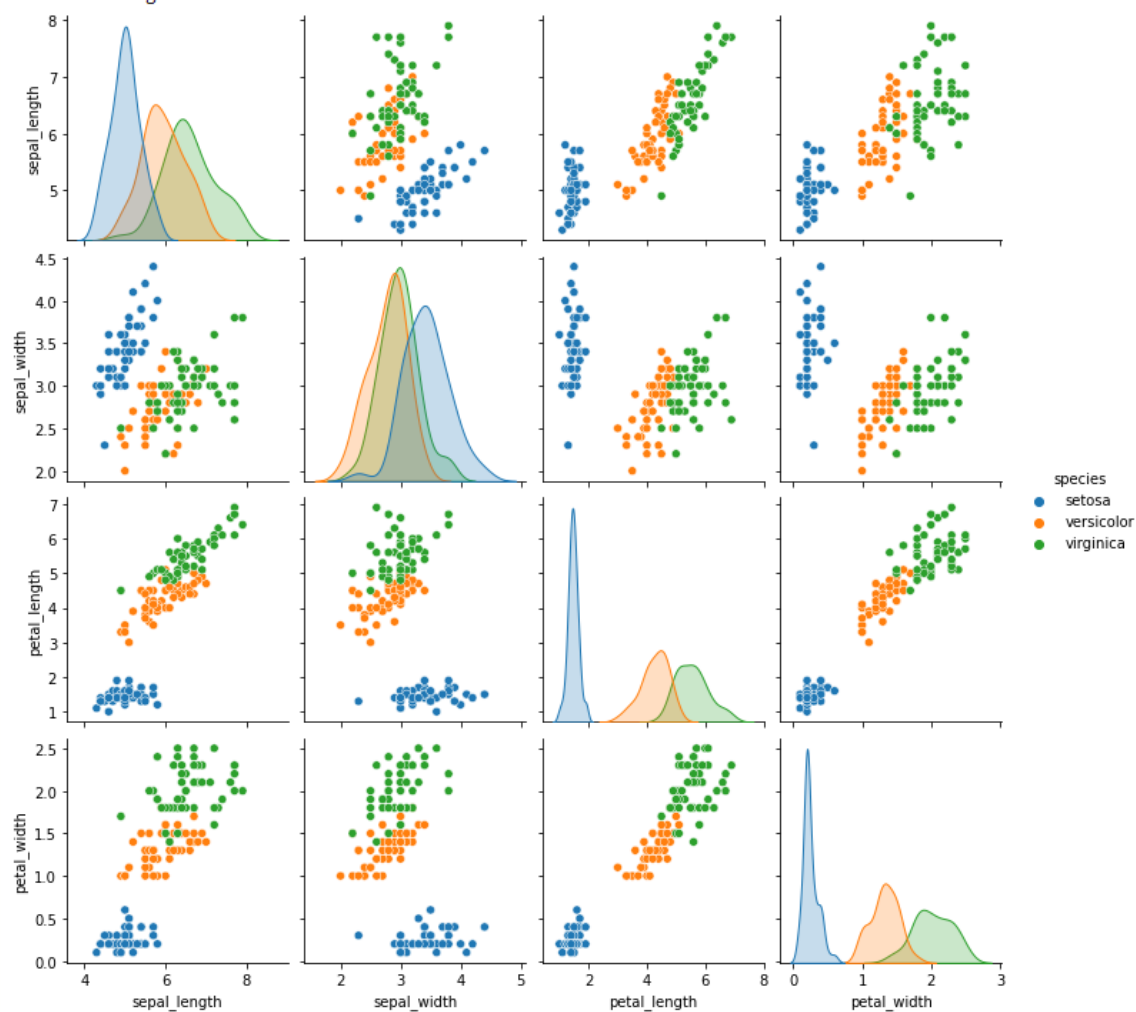 g
8
7
6
5
sepal_length
4.5
4.0
3.5
3.0
2.5
2.0
sepal_width
species
setosa
versicolor
virginica
7
6
5
4
3
2
1
petal_length
2.5
2.0
1.5
1.0
0.5
0.0
petal_width
4 6 8 2 3 4 5 2 4 6 8 0 1 2 3
sepal_length sepal_width petal_length petal_width